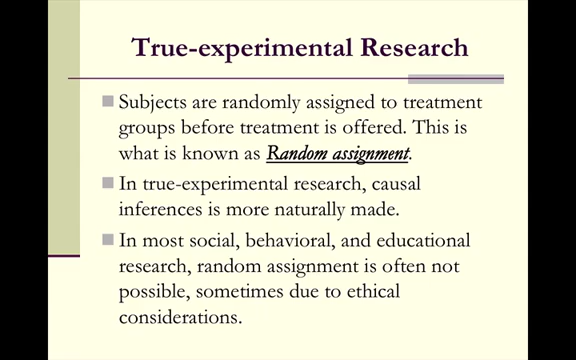 True-experimental Research
Subjects are randomly assigned to treatment
groups before treatment is offered. This is
what is known as Random assignment.
In true-experimental research, causal
inferences is more naturally made.
In most social, behavioral, and educational
research, random assignment is often not
possible, sometimes due to ethical
considerations.